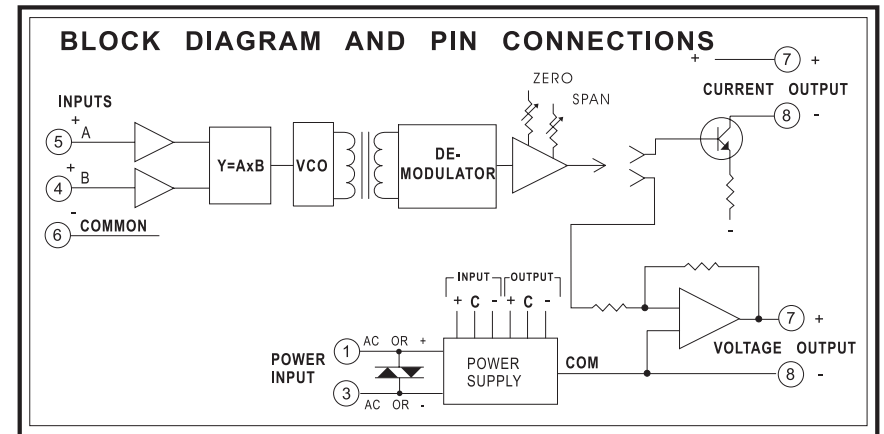 BLOCK DIAGRAM AND PIN CONNECTIONS
+ 7 +
CURRENT OUTPUT
8 -
ZERO
SPAN
INPUTS
+
5 A
+
4 B
-
6 COMMON
Y=AxB
VCO
DE-
MODULATOR
-
INPUT OUTPUT
+ C - + C -
7 +
VOLTAGE OUTPUT
8 -
POWER
INPUT
1 AC OR +
3 AC OR -
POWER
SUPPLY
COM